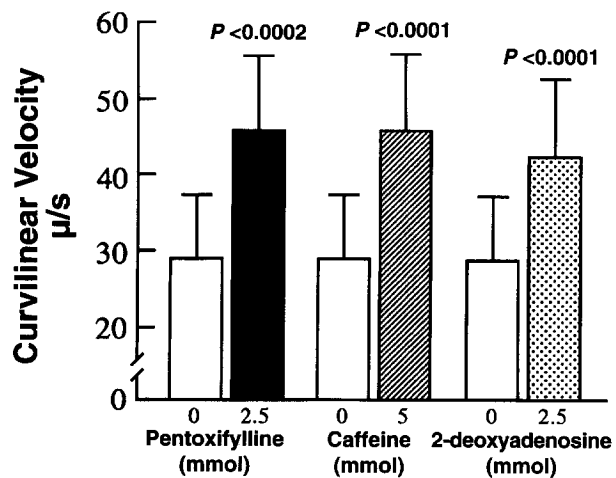 Curvilinear Velocity
μ/s
60
50
40
30
20
0
P <0.0002
P <0.0001
P <0.0001
0 2.5 0 5 0 2.5
Pentoxifylline Caffeine 2-deoxyadenosine
(mmol) (mmol) (mmol)